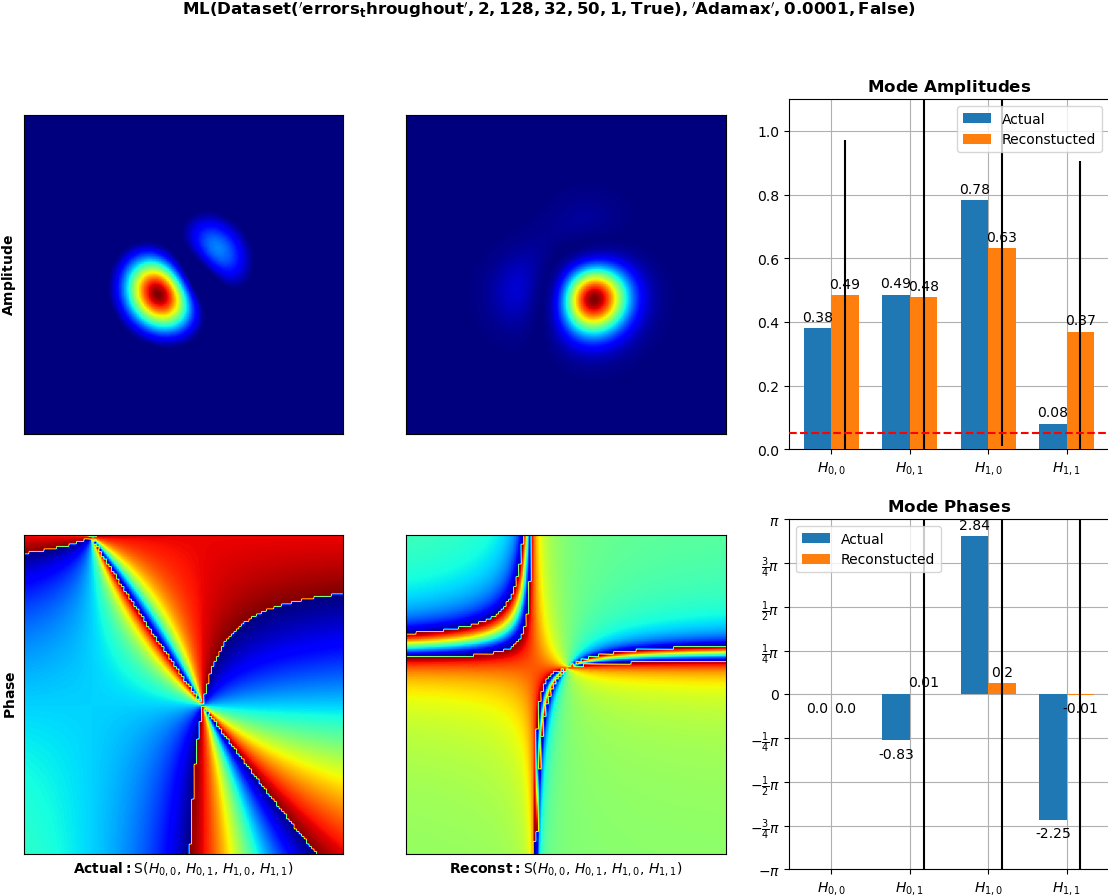 ML(Dataset('errors_throughout', 2, 128, 32, 50, 1, True), 'Adamax', 0.0001, False)
Amplitude
Mode Amplitudes
Actual
Reconstucted
1.0
0.8
0.6
0.4
0.2
0.0
0.38
0.49
0.49
0.48
0.78
0.63
0.08
0.37
H0,0
H0,1
H1,0
H1,1
Phase
Actual: S(H0,0, H0,1, H1,0, H1,1)
Reconst: S(H0,0, H0,1, H1,0, H1,1)
Mode Phases
Actual
Reconstucted
π
3/4π
1/2π
1/4π
0
−1/4π
−1/2π
−3/4π
−π
0.0
0.0
-0.83
0.01
2.84
0.2
-2.25
-0.01
H0,0
H0,1
H1,0
H1,1